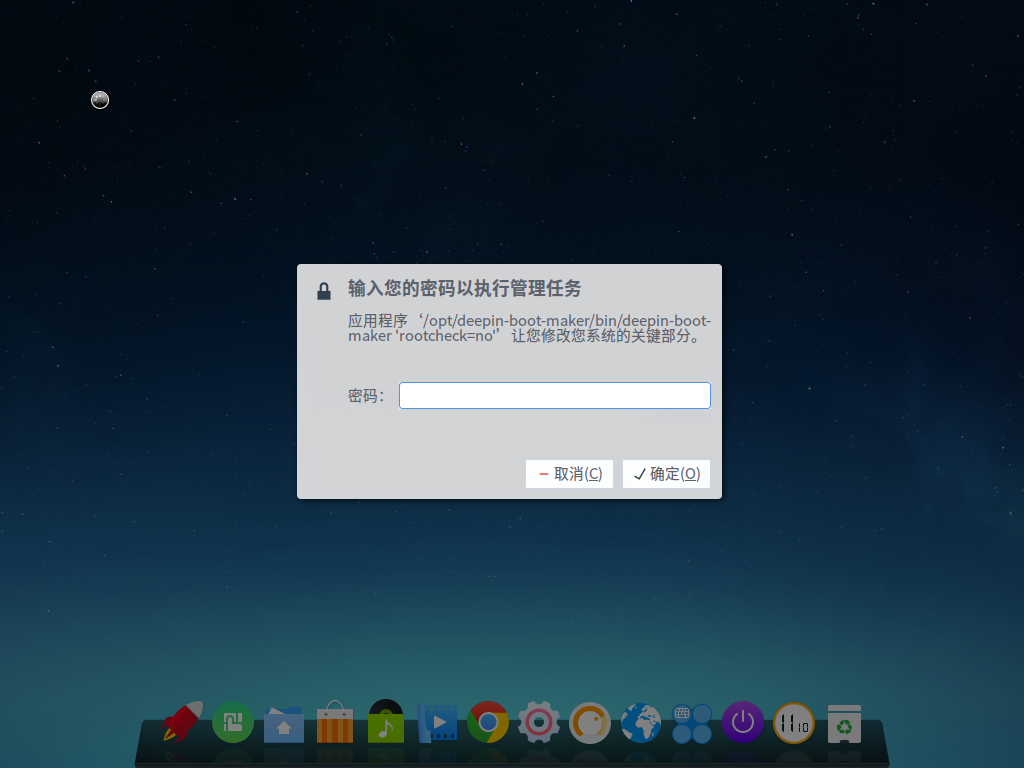 输入您的密码以执行管理任务
应用程序‘/opt/deepin-boot-maker/bin/deepin-boot-
maker 'rootcheck=no'’让您修改您系统的关键部分。
密码：
取消(C)
确定(O)
11 10